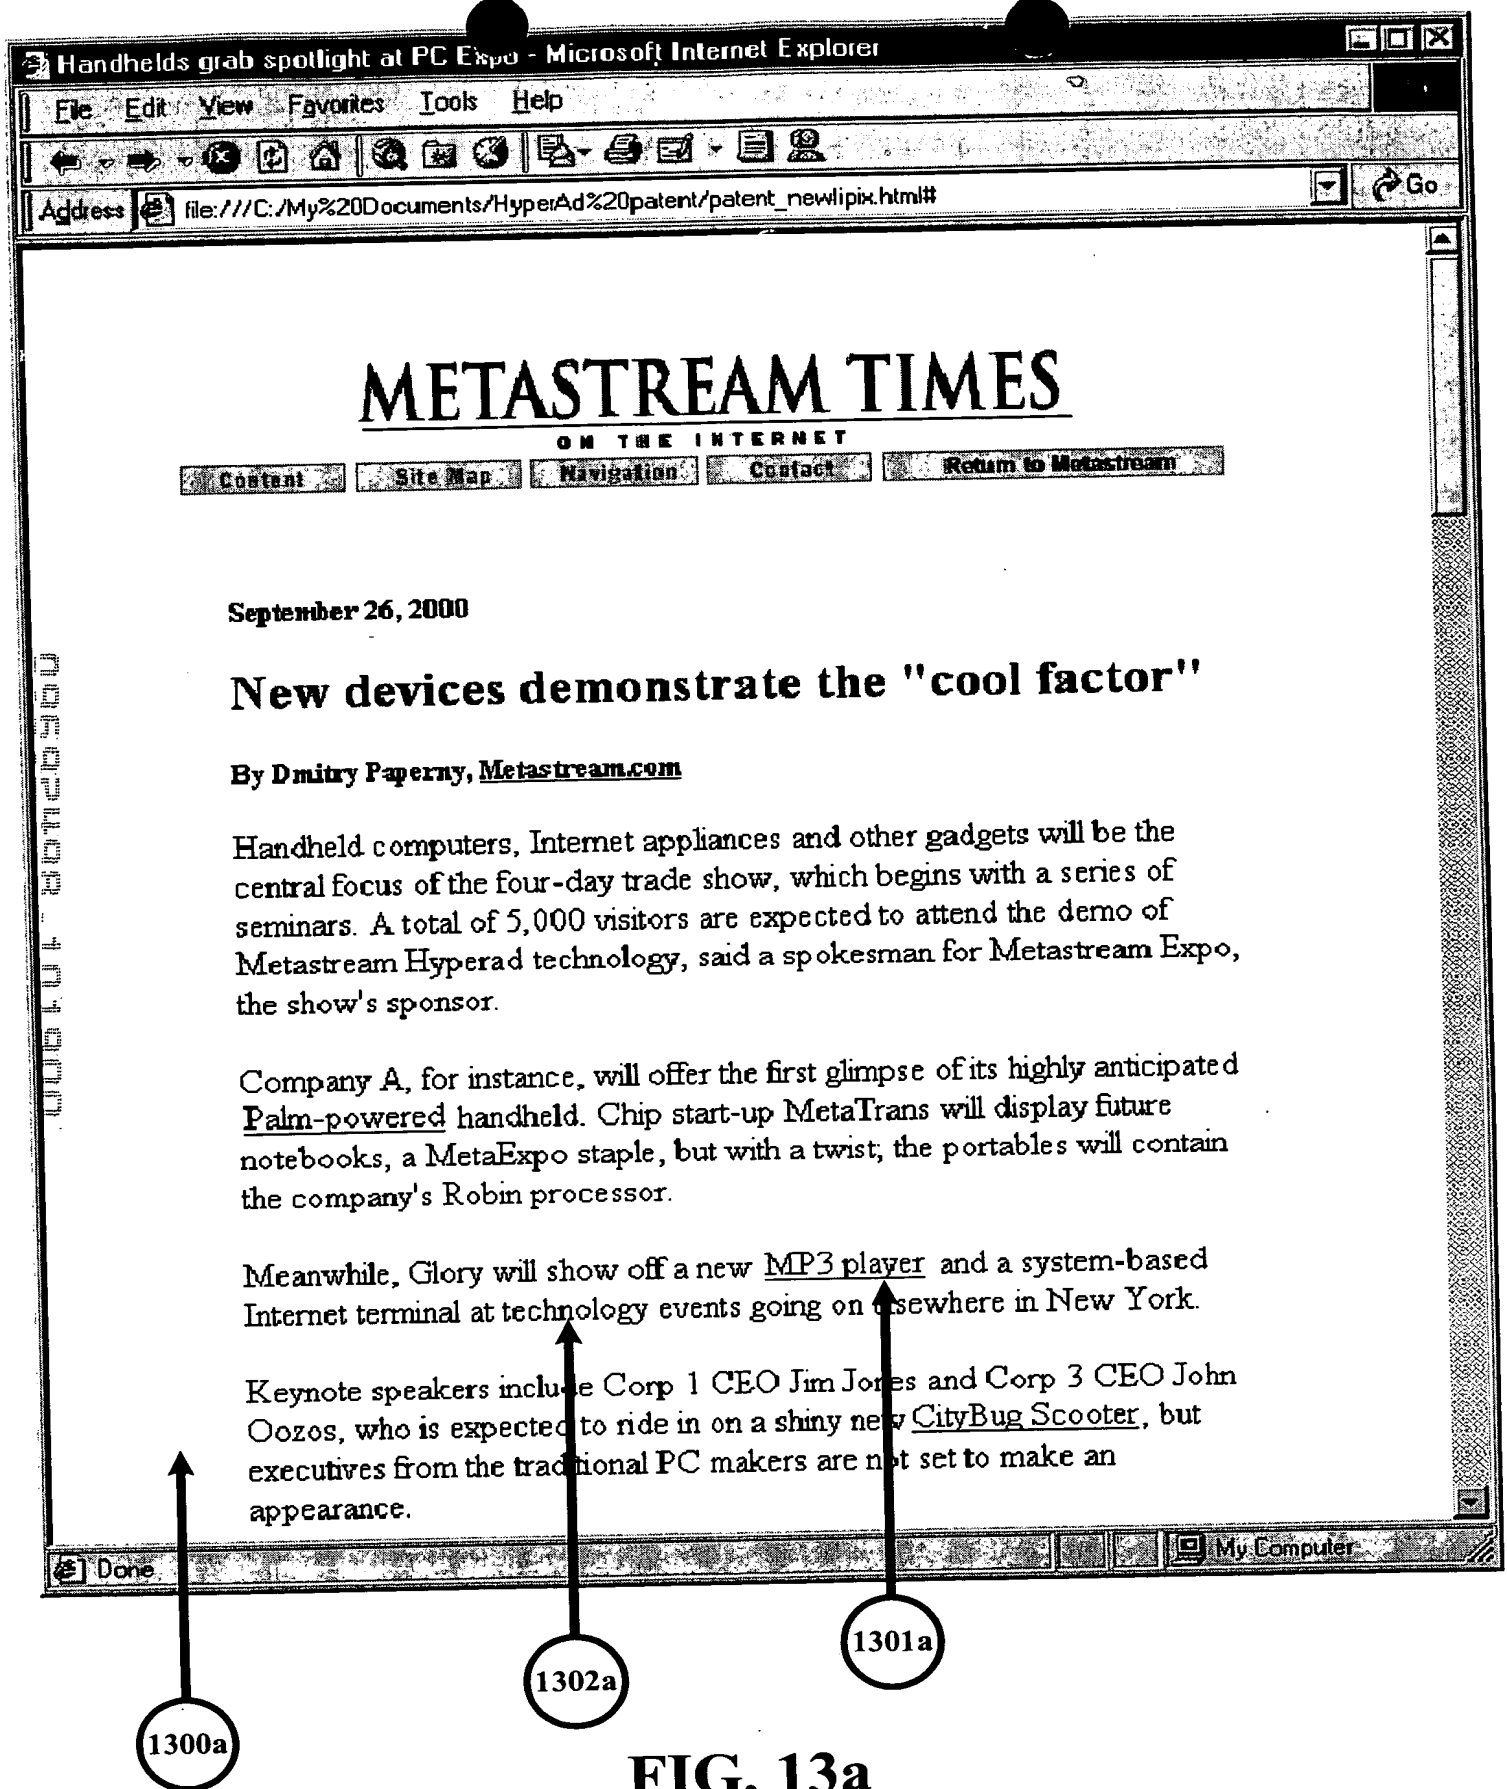 Handhelds grab spotlight at PC Expo - Microsoft Internet Explorer
File Edit View Favorites Tools Help
Address file:///C:/My%20Documents/HyperAd%20patent/patent_newlipix.html# Go
METASTREAM TIMES
ON THE INTERNET
Content Site Map Navigation Contact Return to Metastream
September 26, 2000
New devices demonstrate the "cool factor"
By Dmitry Paperny, Metastream.com
Handheld computers, Internet appliances and other gadgets will be the
central focus of the four-day trade show, which begins with a series of
seminars. A total of 5,000 visitors are expected to attend the demo of
Metastream Hyperad technology, said a spokesman for Metastream Expo,
the show's sponsor.
Company A, for instance, will offer the first glimpse of its highly anticipated
Palm-powered handheld. Chip start-up MetaTrans will display future
notebooks, a MetaExpo staple, but with a twist; the portables will contain
the company's Robin processor.
Meanwhile, Glory will show off a new MP3 player and a system-based
Internet terminal at technology events going on elsewhere in New York.
Keynote speakers include Corp 1 CEO Jim Jones and Corp 3 CEO John
Oozos, who is expected to ride in on a shiny new CityBug Scooter, but
executives from the traditional PC makers are not set to make an
appearance.
Done My Computer
1301a
1302a
1300a
FIG. 13a